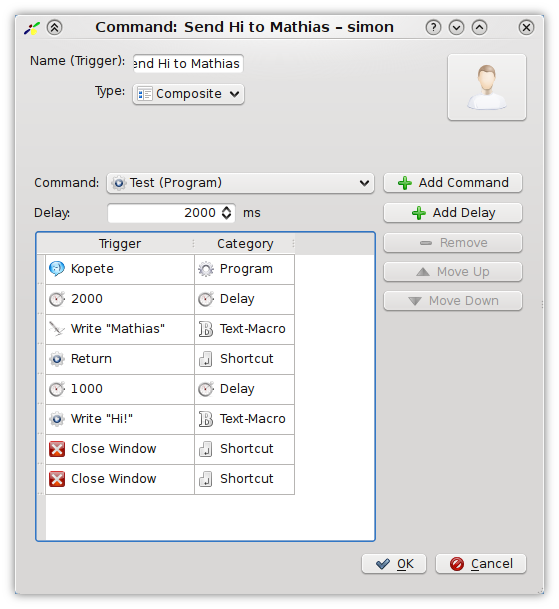 Command: Send Hi to Mathias – simon
Name (Trigger): end Hi to Mathias
Type: Composite
Command: Test (Program) Add Command
Delay: 2000 ms Add Delay
Trigger Category Remove
Kopete Program Move Up
2000 Delay Move Down
Write "Mathias" Text-Macro
Return Shortcut
1000 Delay
Write "Hi!" Text-Macro
Close Window Shortcut
Close Window Shortcut
OK Cancel